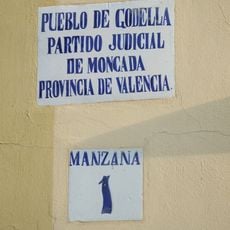 PUEBLO DE GODELLA
PARTIDO JUDICIAL
DE MONCADA
PROVINCIA DE VALENCIA.
MANZANA
1